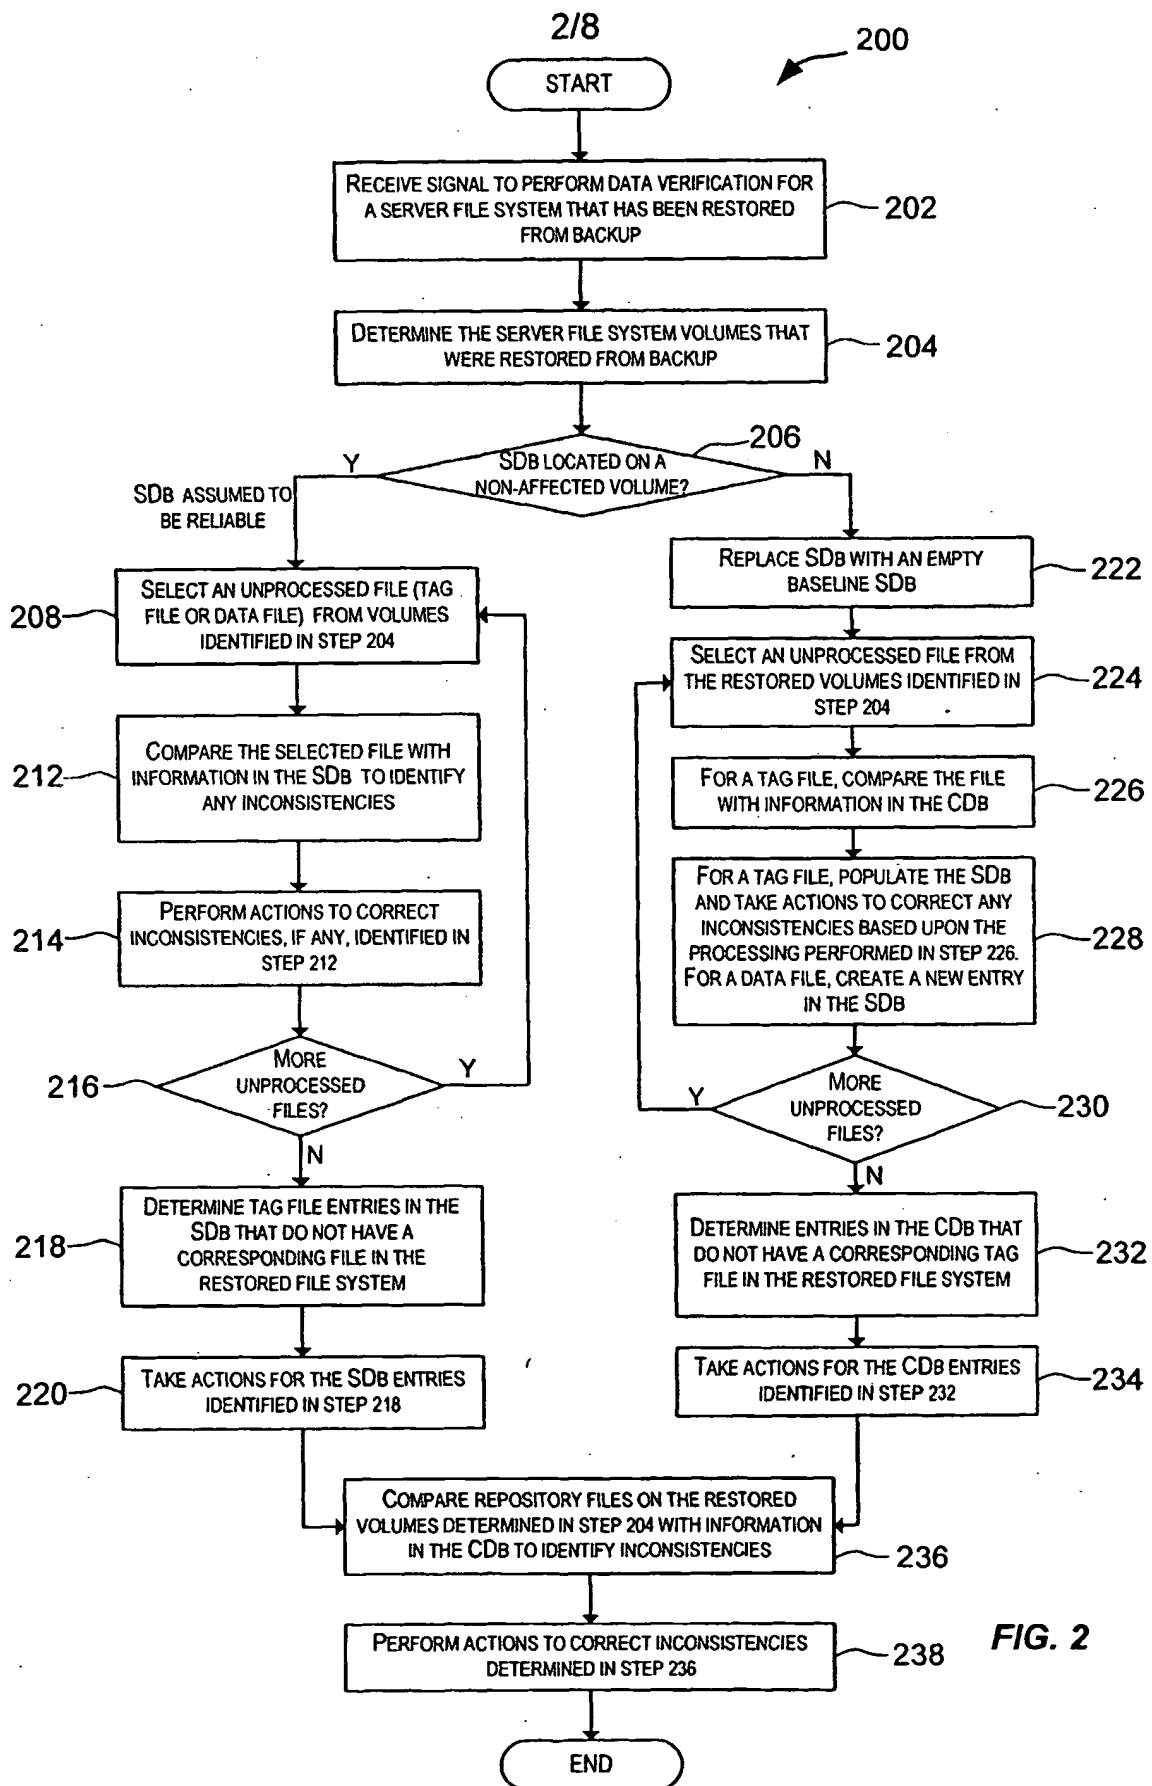 2/8
200
START
RECEIVE SIGNAL TO PERFORM DATA VERIFICATION FOR
A SERVER FILE SYSTEM THAT HAS BEEN RESTORED
FROM BACKUP
202
DETERMINE THE SERVER FILE SYSTEM VOLUMES THAT
WERE RESTORED FROM BACKUP
204
206
SDB LOCATED ON A
NON-AFFECTED VOLUME?
Y
N
SDB ASSUMED TO
BE RELIABLE
208
SELECT AN UNPROCESSED FILE (TAG
FILE OR DATA FILE) FROM VOLUMES
IDENTIFIED IN STEP 204
212
COMPARE THE SELECTED FILE WITH
INFORMATION IN THE SDB TO IDENTIFY
ANY INCONSISTENCIES
214
PERFORM ACTIONS TO CORRECT
INCONSISTENCIES, IF ANY, IDENTIFIED IN
STEP 212
216
MORE
UNPROCESSED
FILES?
Y
N
218
DETERMINE TAG FILE ENTRIES IN THE
SDB THAT DO NOT HAVE A
CORRESPONDING FILE IN THE
RESTORED FILE SYSTEM
220
TAKE ACTIONS FOR THE SDB ENTRIES
IDENTIFIED IN STEP 218
REPLACE SDB WITH AN EMPTY
BASELINE SDB
222
SELECT AN UNPROCESSED FILE FROM
THE RESTORED VOLUMES IDENTIFIED IN
STEP 204
224
FOR A TAG FILE, COMPARE THE FILE
WITH INFORMATION IN THE CDB
226
FOR A TAG FILE, POPULATE THE SDB
AND TAKE ACTIONS TO CORRECT ANY
INCONSISTENCIES BASED UPON THE
PROCESSING PERFORMED IN STEP 226.
FOR A DATA FILE, CREATE A NEW ENTRY
IN THE SDB
228
MORE
UNPROCESSED
FILES?
230
Y
N
DETERMINE ENTRIES IN THE CDB THAT
DO NOT HAVE A CORRESPONDING TAG
FILE IN THE RESTORED FILE SYSTEM
232
TAKE ACTIONS FOR THE CDB ENTRIES
IDENTIFIED IN STEP 232
234
COMPARE REPOSITORY FILES ON THE RESTORED
VOLUMES DETERMINED IN STEP 204 WITH INFORMATION
IN THE CDB TO IDENTIFY INCONSISTENCIES
236
PERFORM ACTIONS TO CORRECT INCONSISTENCIES
DETERMINED IN STEP 236
238
FIG. 2
END